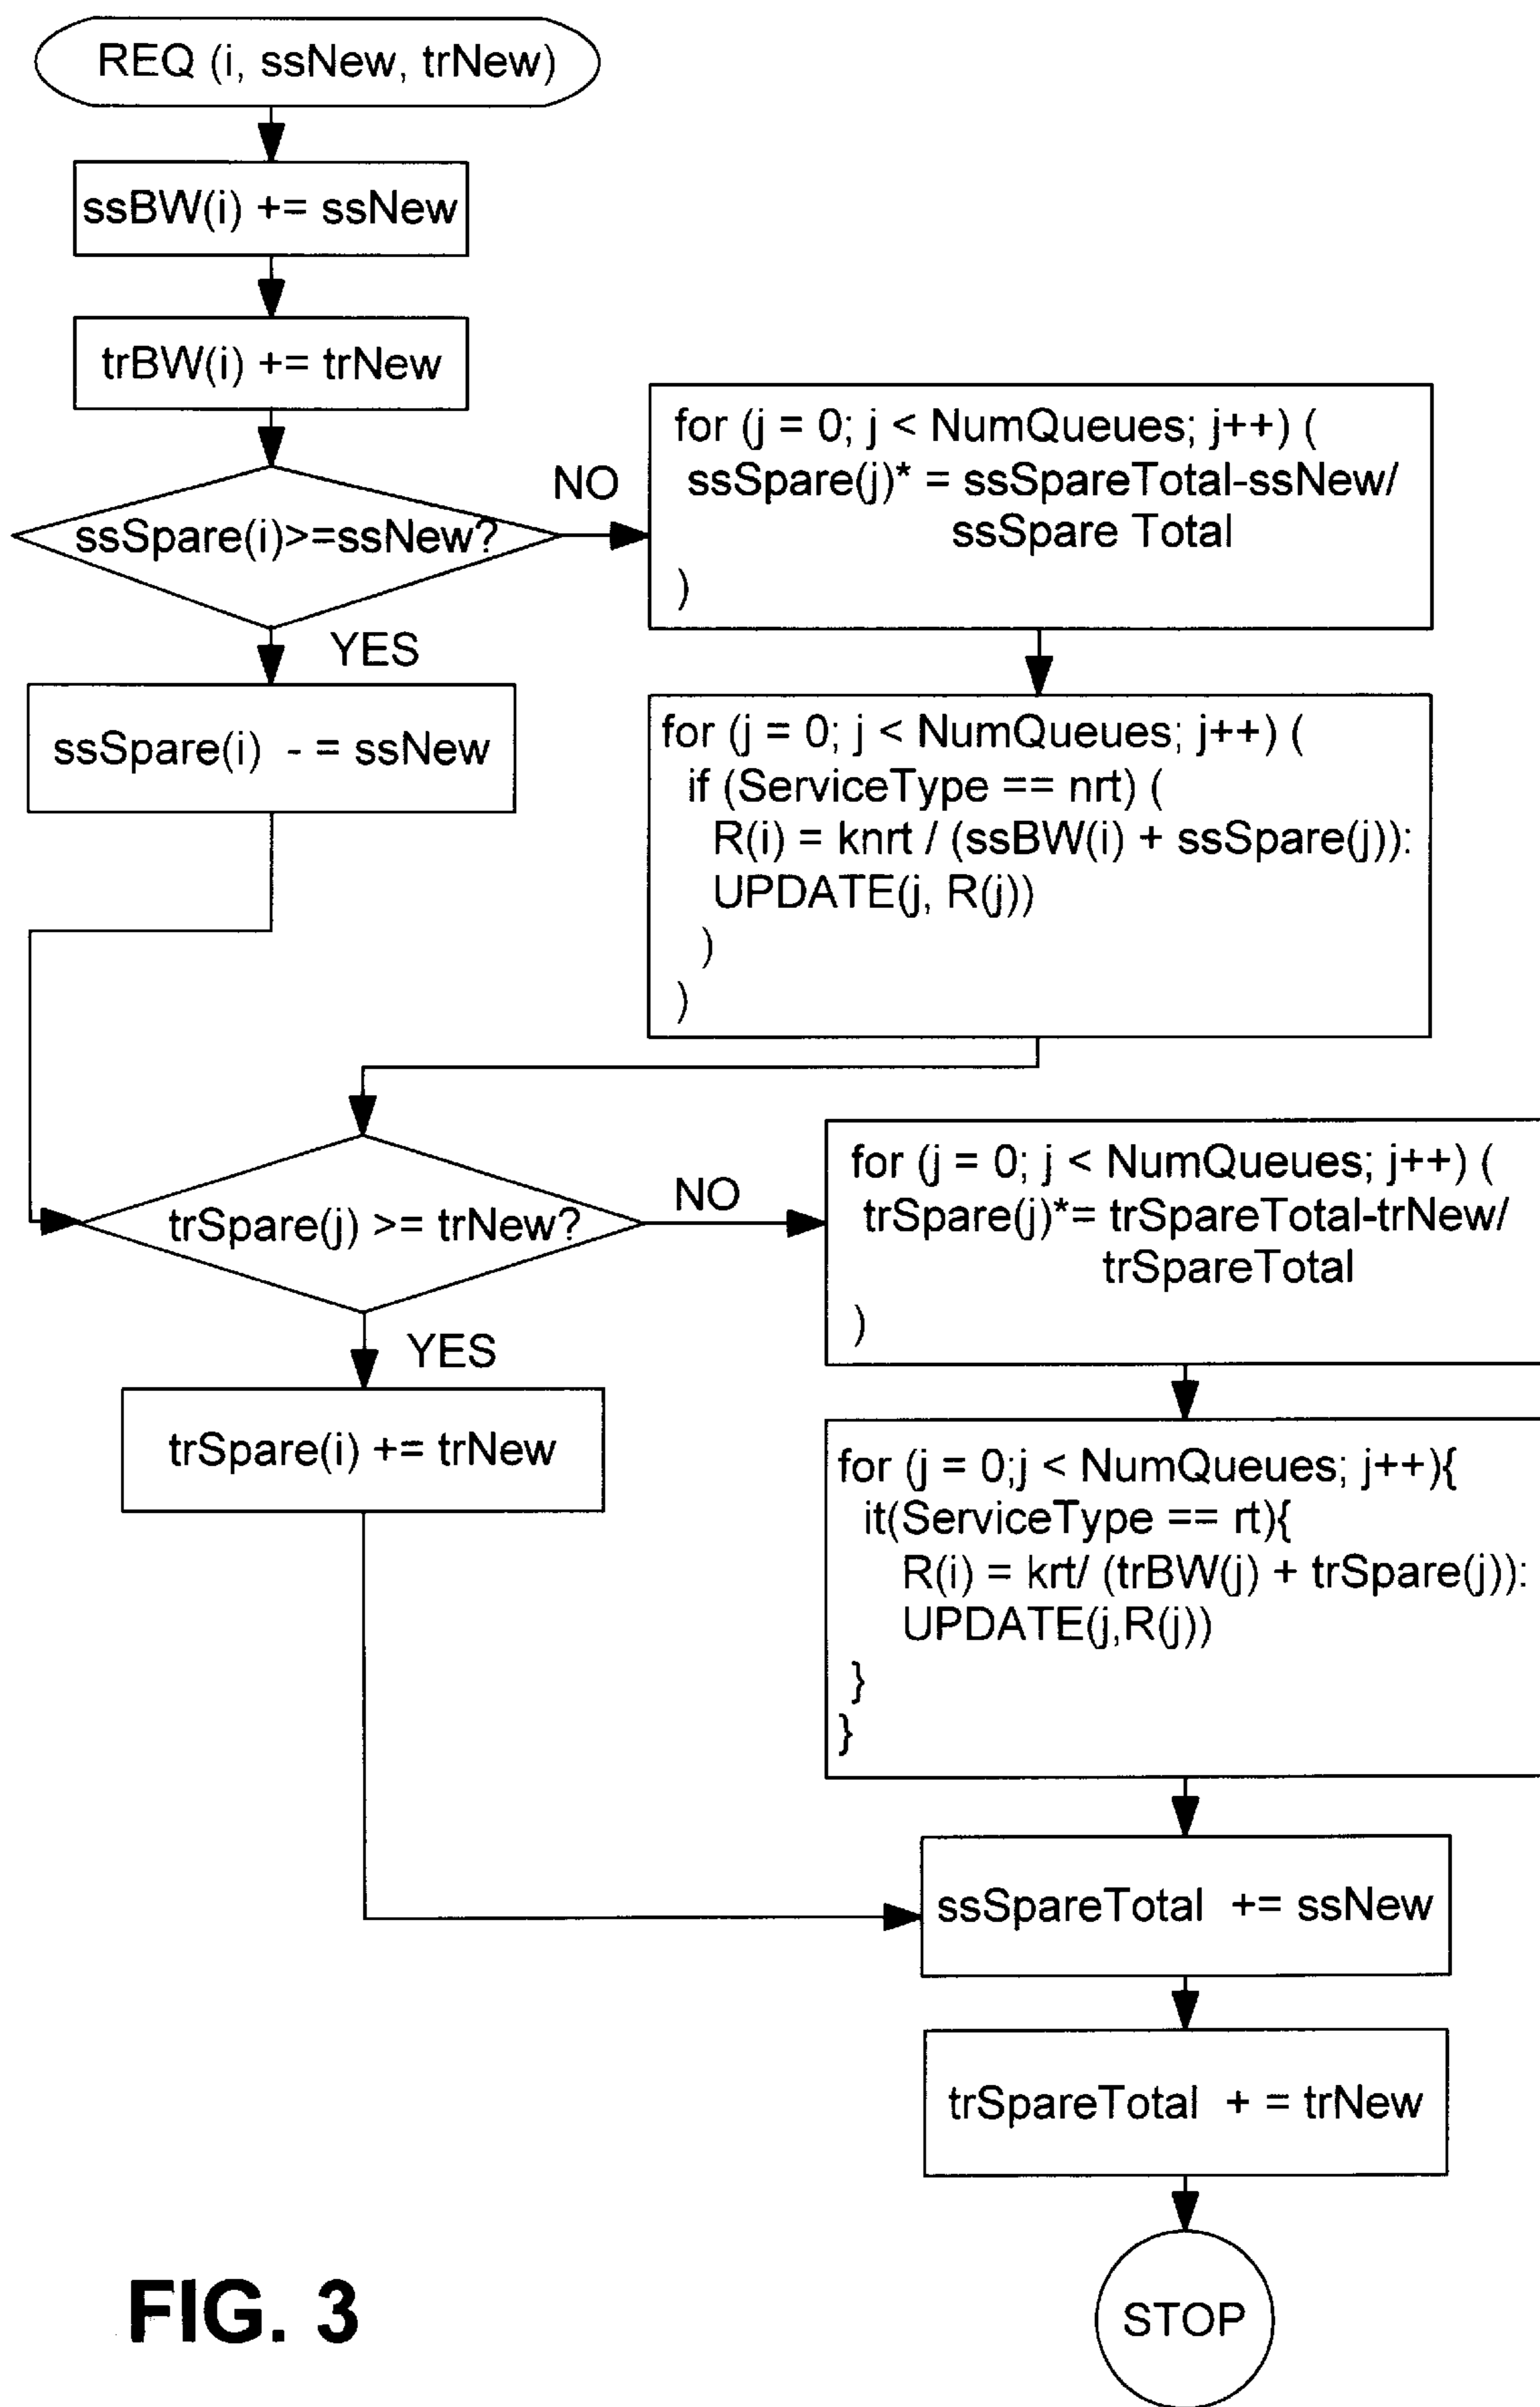 REQ (i, ssNew, trNew)
ssBW(i) += ssNew
trBW(i) += trNew
ssSpare(i)>=ssNew?
NO
for (j = 0; j < NumQueues; j++) (
ssSpare(j)* = ssSpareTotal-ssNew/
ssSpare Total
)
YES
ssSpare(i) - = ssNew
for (j = 0; j < NumQueues; j++) (
if (ServiceType == nrt) (
R(i) = knrt / (ssBW(i) + ssSpare(j)):
UPDATE(j, R(j))
)
)
trSpare(j) >= trNew?
NO
for (j = 0; j < NumQueues; j++) (
trSpare(j)*= trSpareTotal-trNew/
trSpareTotal
)
YES
trSpare(i) += trNew
for (j = 0;j < NumQueues; j++){
it(ServiceType == rt){
R(i) = krt/ (trBW(j) + trSpare(j)):
UPDATE(j,R(j))
}
}
ssSpareTotal += ssNew
trSpareTotal + = trNew
STOP
FIG. 3